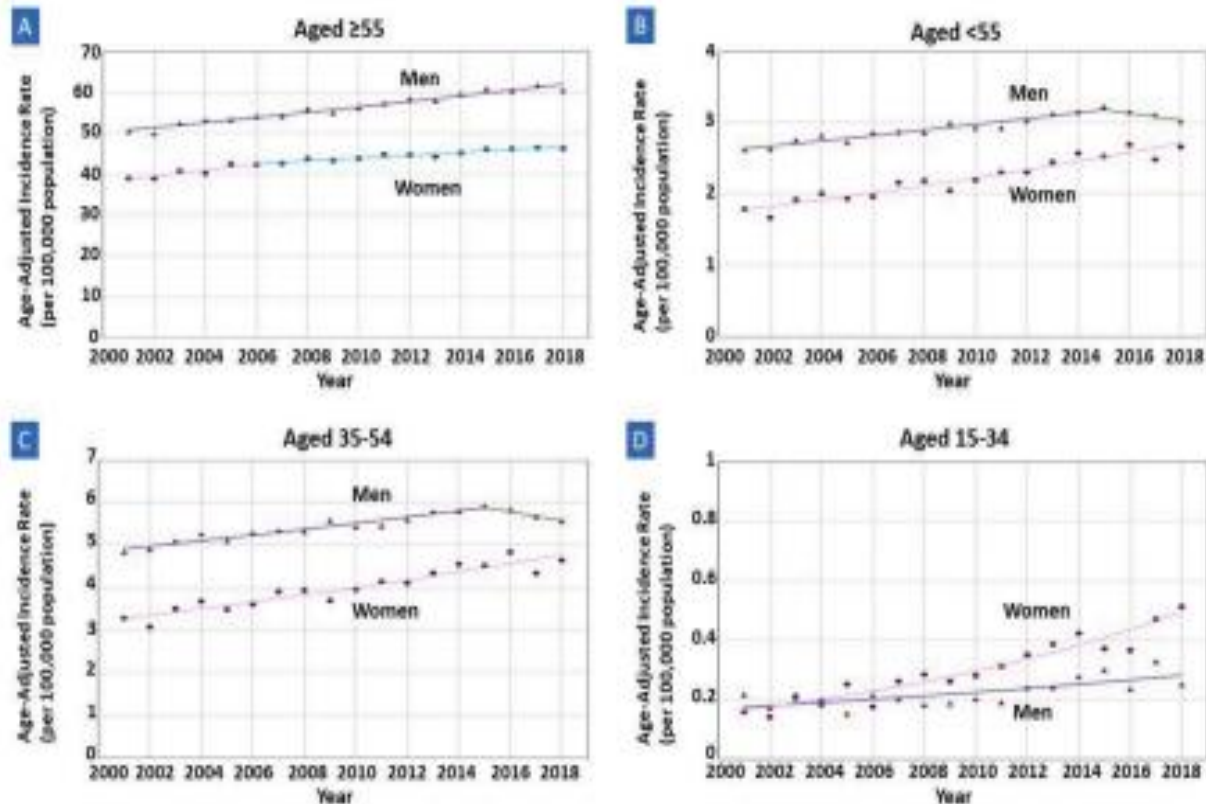 A
Aged ≥55
Age-Adjusted Incidence Rate
(per 100,000 population)
70
60
50
40
30
20
10
0
Men
Women
2000 2002 2004 2006 2008 2010 2012 2014 2016 2018
Year
B
Aged <55
Age-Adjusted Incidence Rate
(per 100,000 population)
4
3
2
1
0
Men
Women
2000 2002 2004 2006 2008 2010 2012 2014 2016 2018
Year
C
Aged 35-54
Age-Adjusted Incidence Rate
(per 100,000 population)
7
6
5
4
3
2
1
0
Men
Women
2000 2002 2004 2006 2008 2010 2012 2014 2016 2018
Year
D
Aged 15-34
Age-Adjusted Incidence Rate
(per 100,000 population)
1
0.8
0.6
0.4
0.2
0
Women
Men
2000 2002 2004 2006 2008 2010 2012 2014 2016 2018
Year